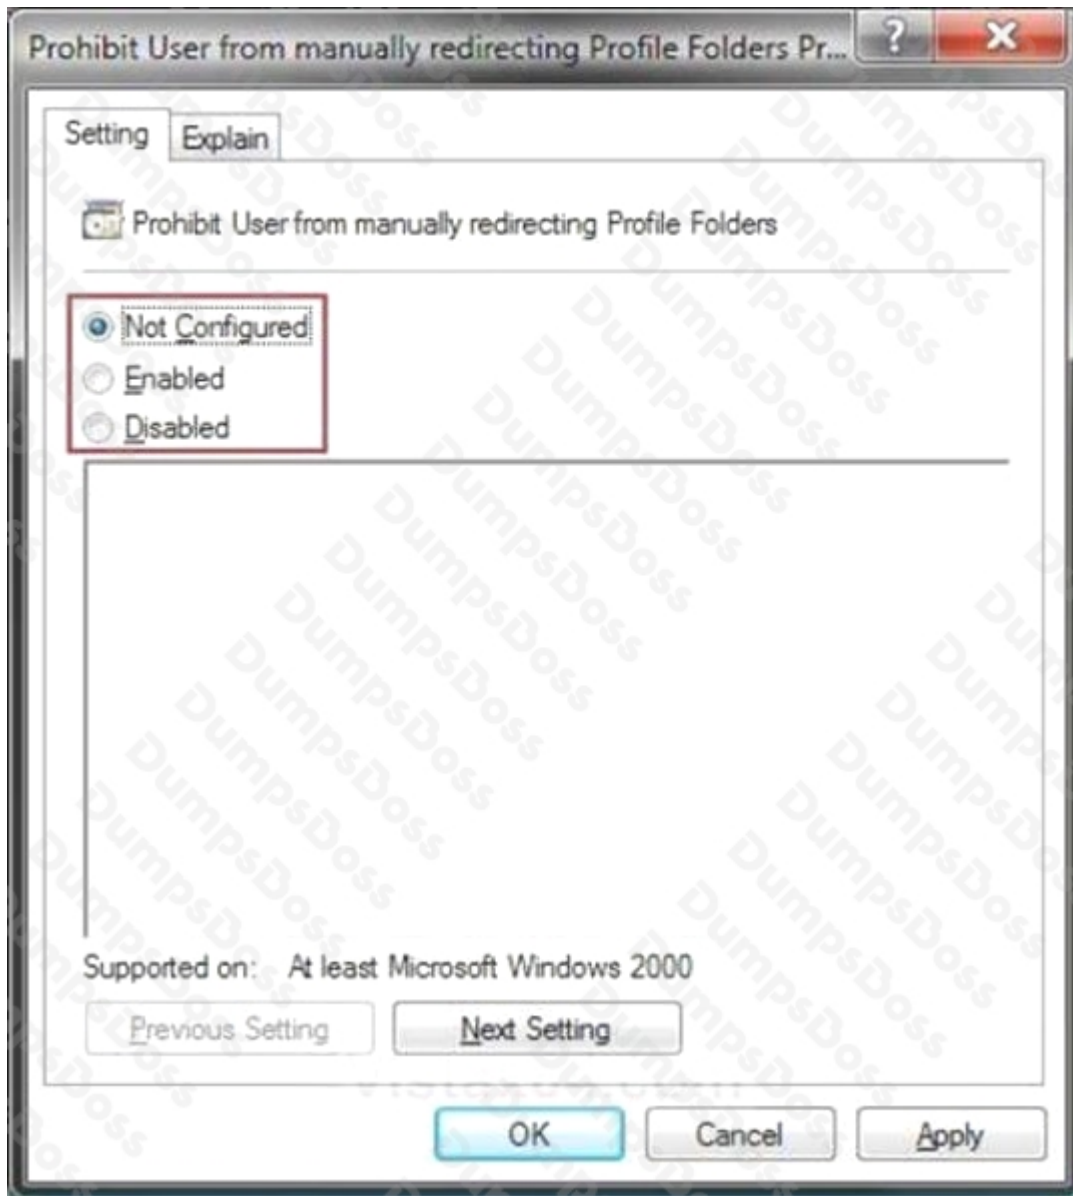 Prohibit User from manually redirecting Profile Folders Pr...
?
Setting
Explain
Prohibit User from manually redirecting Profile Folders
Not Configured
Enabled
Disabled
Supported on: At least Microsoft Windows 2000
Previous Setting
Next Setting
OK
Cancel
Apply
DumpsDoss